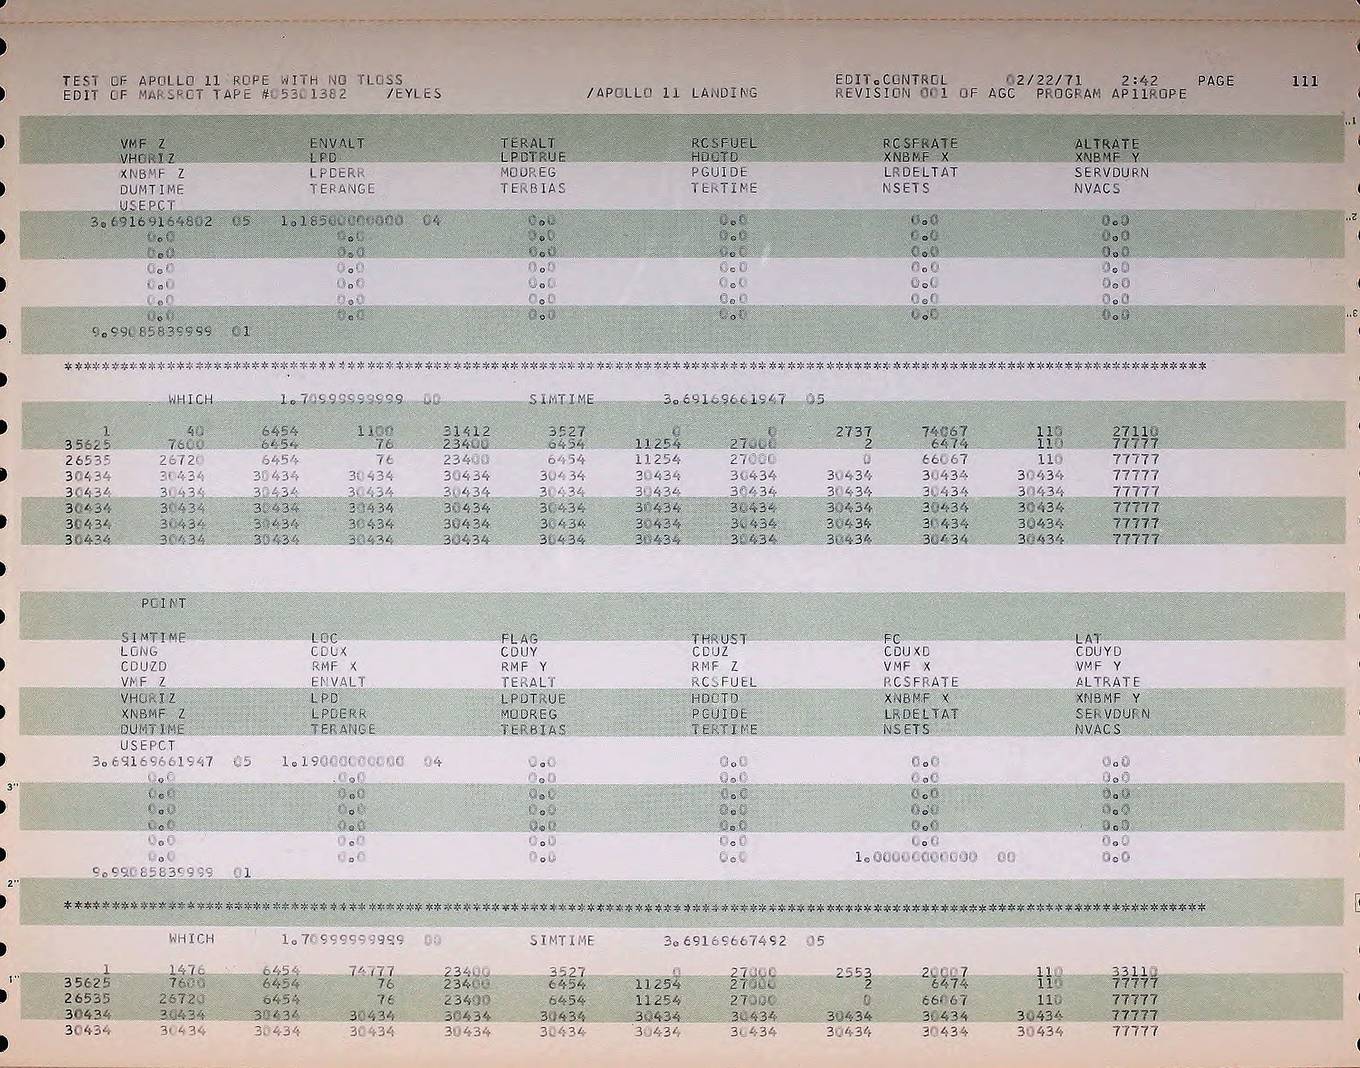 TEST OF APOLLO 11 ROPE WITH NO TLOSS EDIT.CONTROL 02/22/71 2:42 PAGE 111
EDIT OF MARSROT TAPE #05301382 /EYLES /APOLLO 11 LANDING REVISION 001 OF AGC PROGRAM AP11ROPE
VMF Z ENVALT TERALT RCSFUEL RCSFRATE ALTRATE
VHORIZ LPD LPDTRUE HDOTD XNBMF X XNBMF Y
XNBMF Z LPDERR MODREG PGUIDE LRDELTAT SERVDURN
DUMTIME TERANGE TERBIAS TERTIME NSETS NVACS
USEPCT
3.69169164802 05 1.18500000000 04 0.0 0.0 0.0 0.0
0.0 0.0 0.0 0.0 0.0 0.0
0.0 0.0 0.0 0.0 0.0 0.0
0.0 0.0 0.0 0.0 0.0 0.0
0.0 0.0 0.0 0.0 0.0 0.0
0.0 0.0 0.0 0.0 0.0 0.0
0.0 0.0 0.0 0.0 0.0 0.0
9.99085839999 01
************************************************************************************************************************
WHICH 1.70999999999 00 SIMTIME 3.69169661947 05
1 40 6454 1100 31412 3527 0 0 2737 74067 110 27110
35625 7600 6454 76 23400 6454 11254 27000 2 6474 110 77777
26535 26720 6454 76 23400 6454 11254 27000 0 66067 110 77777
30434 30434 30434 30434 30434 30434 30434 30434 30434 30434 30434 77777
30434 30434 30434 30434 30434 30434 30434 30434 30434 30434 30434 77777
30434 30434 30434 30434 30434 30434 30434 30434 30434 30434 30434 77777
30434 30434 30434 30434 30434 30434 30434 30434 30434 30434 30434 77777
30434 30434 30434 30434 30434 30434 30434 30434 30434 30434 30434 77777
POINT
SIMTIME LOC FLAG THRUST FC LAT
LONG CDUX CDUY CDUZ CDUXD CDUYD
CDUZD RMF X RMF Y RMF Z VMF X VMF Y
VMF Z ENVALT TERALT RCSFUEL RCSFRATE ALTRATE
VHORIZ LPD LPDTRUE HDOTD XNBMF X XNBMF Y
XNBMF Z LPDERR MODREG PGUIDE LRDELTAT SERVDURN
DUMTIME TERANGE TERBIAS TERTIME NSETS NVACS
USEPCT
3.69169661947 05 1.19000000000 04 0.0 0.0 0.0 0.0
0.0 0.0 0.0 0.0 0.0 0.0
0.0 0.0 0.0 0.0 0.0 0.0
0.0 0.0 0.0 0.0 0.0 0.0
0.0 0.0 0.0 0.0 0.0 0.0
0.0 0.0 0.0 0.0 0.0 0.0
0.0 0.0 0.0 0.0 1.00000000000 00 0.0
9.99085839999 01
************************************************************************************************************************
WHICH 1.70999999999 00 SIMTIME 3.69169667492 05
1 1476 6454 74777 23400 3527 0 27000 2553 20007 110 33110
35625 7600 6454 76 23400 6454 11254 27000 2 6474 110 77777
26535 26720 6454 76 23400 6454 11254 27000 0 66067 110 77777
30434 30434 30434 30434 30434 30434 30434 30434 30434 30434 30434 77777
30434 30434 30434 30434 30434 30434 30434 30434 30434 30434 30434 77777
3"
2"
1"